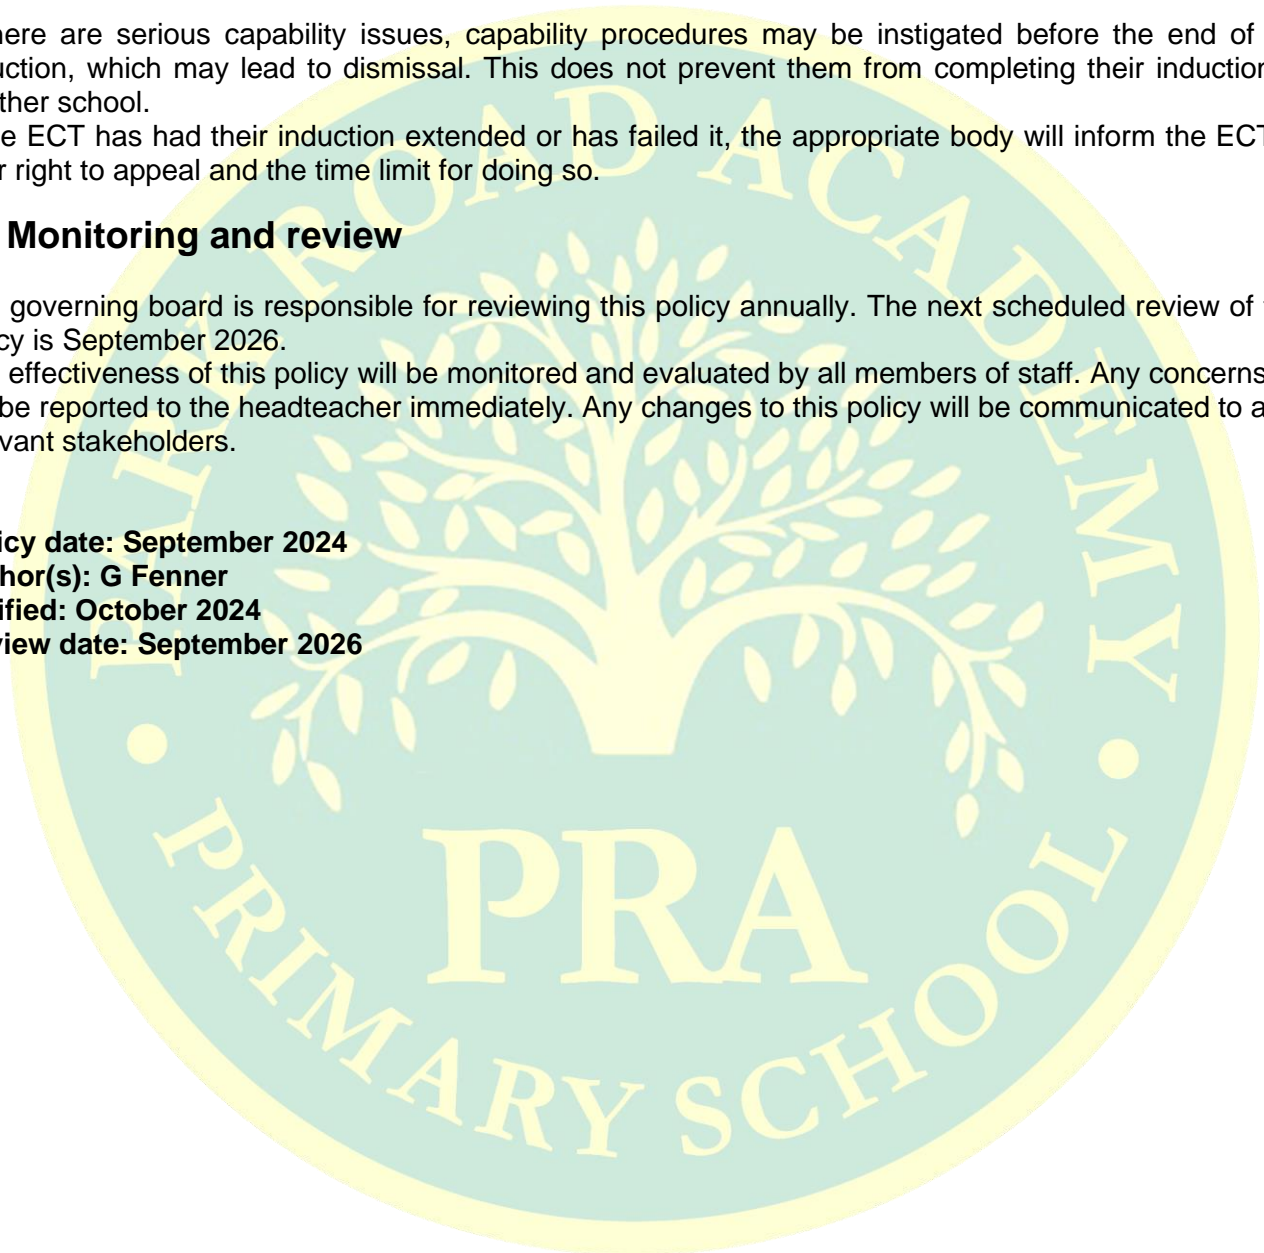 here are serious capability issues, capability procedures may be instigated before the end of
uction, which may lead to dismissal. This does not prevent them from completing their induction
ther school.
e ECT has had their induction extended or has failed it, the appropriate body will inform the ECT
r right to appeal and the time limit for doing so.
Monitoring and review
governing board is responsible for reviewing this policy annually. The next scheduled review of
cy is September 2026.
effectiveness of this policy will be monitored and evaluated by all members of staff. Any concerns
be reported to the headteacher immediately. Any changes to this policy will be communicated to a
vant stakeholders.
icy date: September 2024
hor(s): G Fenner
ified: October 2024
view date: September 2026
PARK ROAD ACADEMY
PRA
PRIMARY SCHOOL